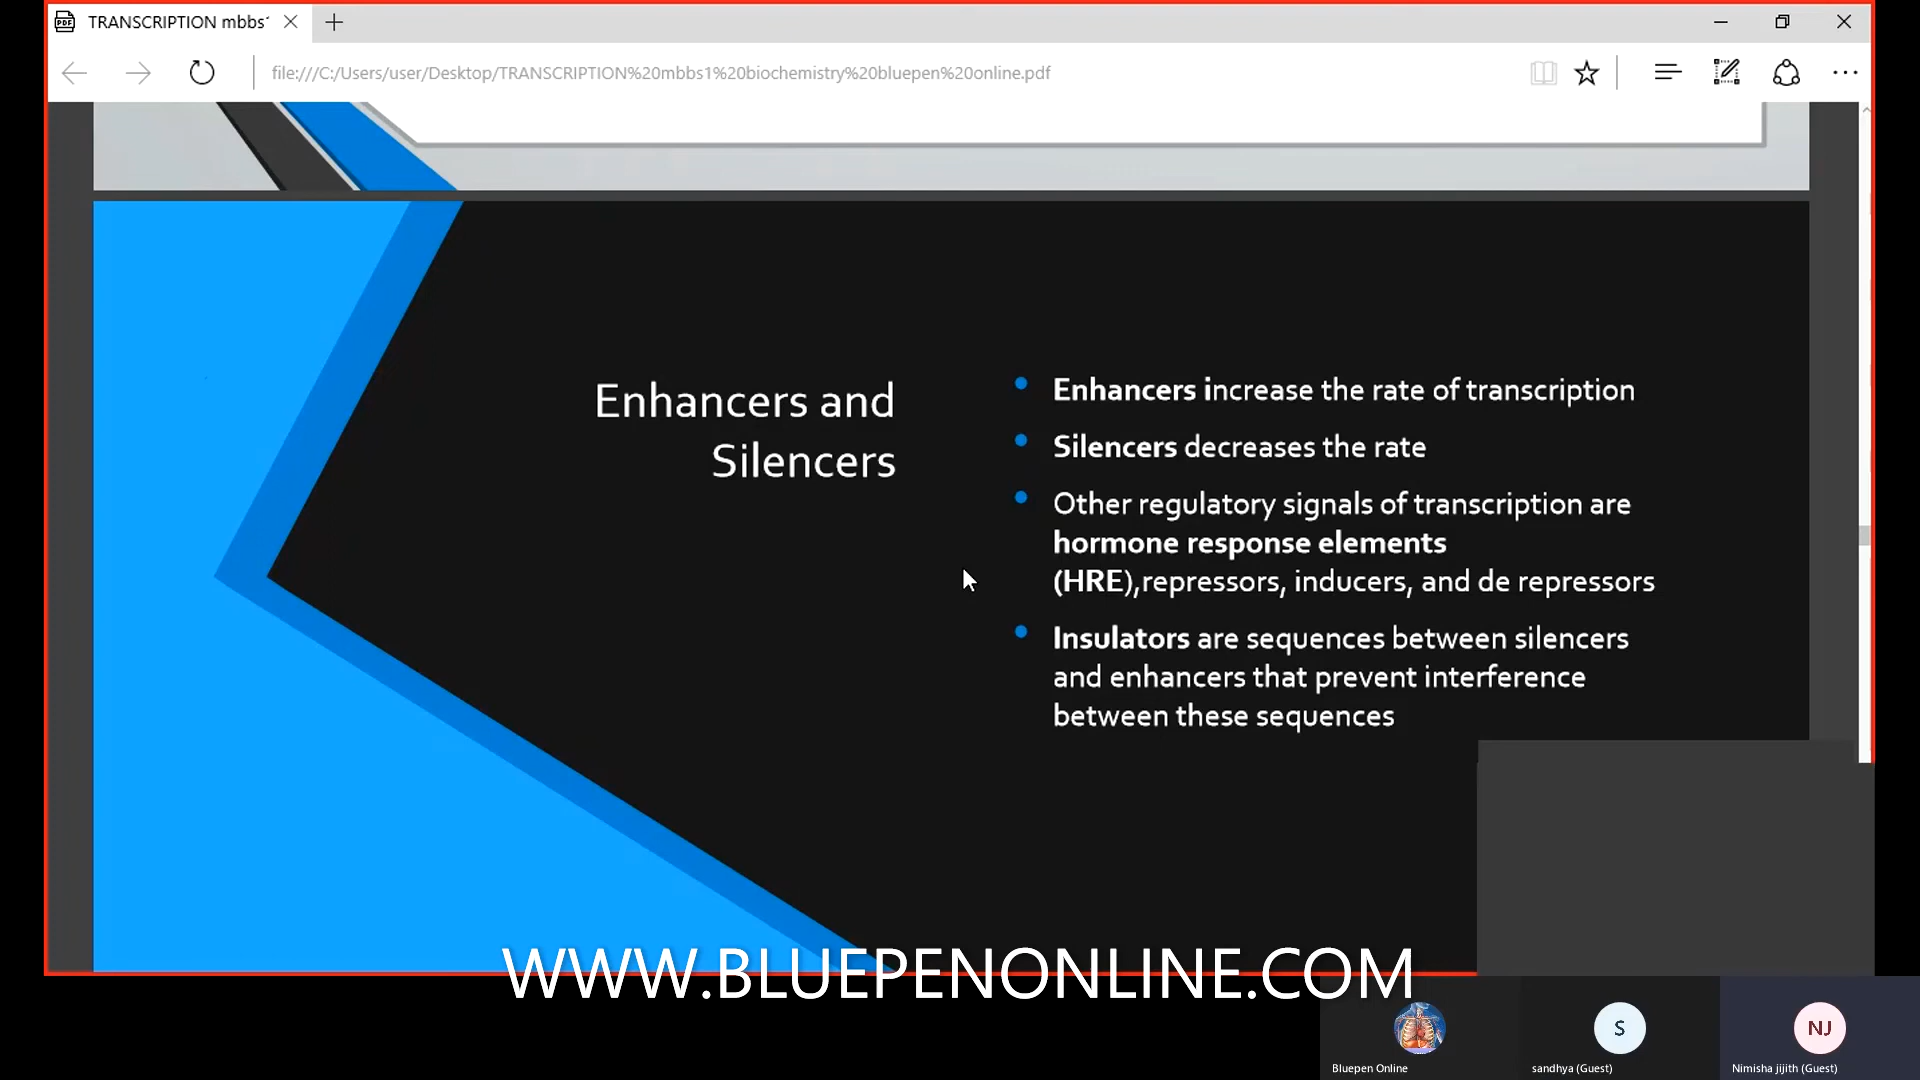 TRANSCRIPTION mbbs1
file:///C:/Users/user/Desktop/TRANSCRIPTION%20mbbs1%20biochemistry%20bluepen%20online.pdf
Enhancers and
Silencers
Enhancers increase the rate of transcription
Silencers decreases the rate
Other regulatory signals of transcription are
hormone response elements
(HRE),repressors, inducers, and de repressors
Insulators are sequences between silencers
and enhancers that prevent interference
between these sequences
WWW.BLUEPENONLINE.COM
S
NJ
Bluepen Online
sandhya (Guest)
Nimisha jijith (Guest)